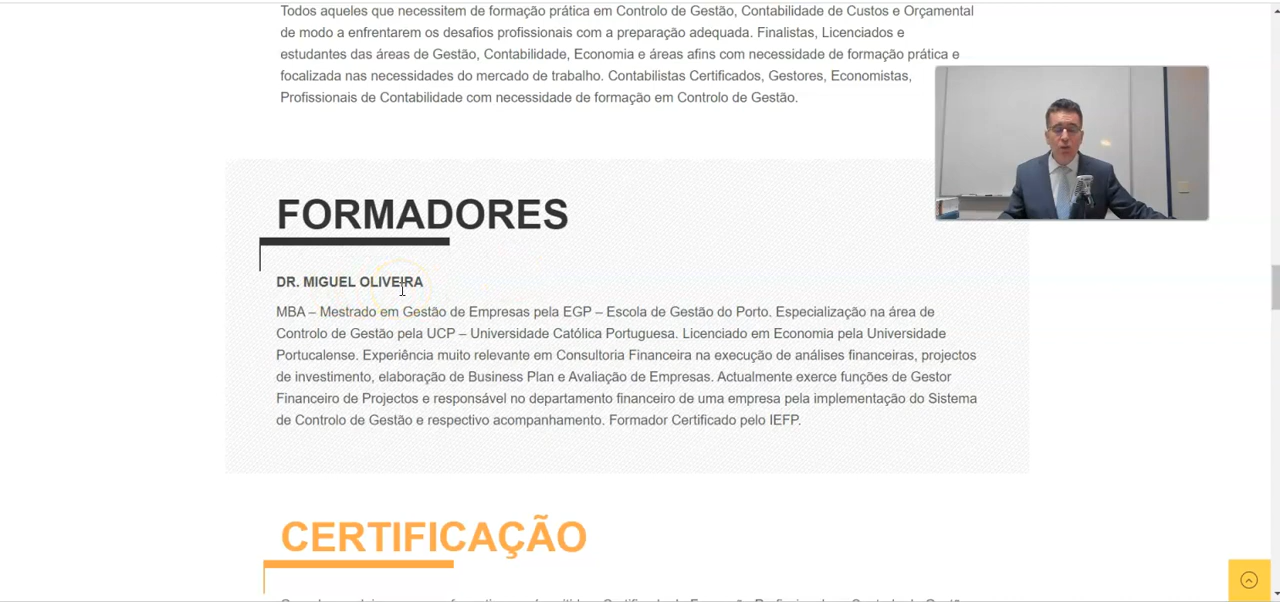 Todos aqueles que necessitem de formação prática em Controlo de Gestão, Contabilidade de Custos e Orçamental
de modo a enfrentarem os desafios profissionais com a preparação adequada. Finalistas, Licenciados e
estudantes das áreas de Gestão, Contabilidade, Economia e áreas afins com necessidade de formação prática e
focalizada nas necessidades do mercado de trabalho. Contabilistas Certificados, Gestores, Economistas,
Profissionais de Contabilidade com necessidade de formação em Controlo de Gestão.
FORMADORES
DR. MIGUEL OLIVEIRA
MBA – Mestrado em Gestão de Empresas pela EGP – Escola de Gestão do Porto. Especialização na área de
Controlo de Gestão pela UCP – Universidade Católica Portuguesa. Licenciado em Economia pela Universidade
Portucalense. Experiência muito relevante em Consultoria Financeira na execução de análises financeiras, projectos
de investimento, elaboração de Business Plan e Avaliação de Empresas. Actualmente exerce funções de Gestor
Financeiro de Projectos e responsável no departamento financeiro de uma empresa pela implementação do Sistema
de Controlo de Gestão e respectivo acompanhamento. Formador Certificado pelo IEFP.
CERTIFICAÇÃO